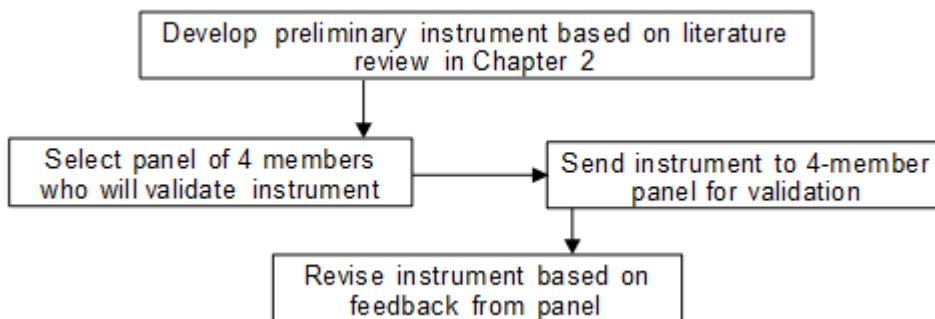 Develop preliminary instrument based on literature
review in Chapter 2
Select panel of 4 members
who will validate instrument
Send instrument to 4-member
panel for validation
Revise instrument based on
feedback from panel